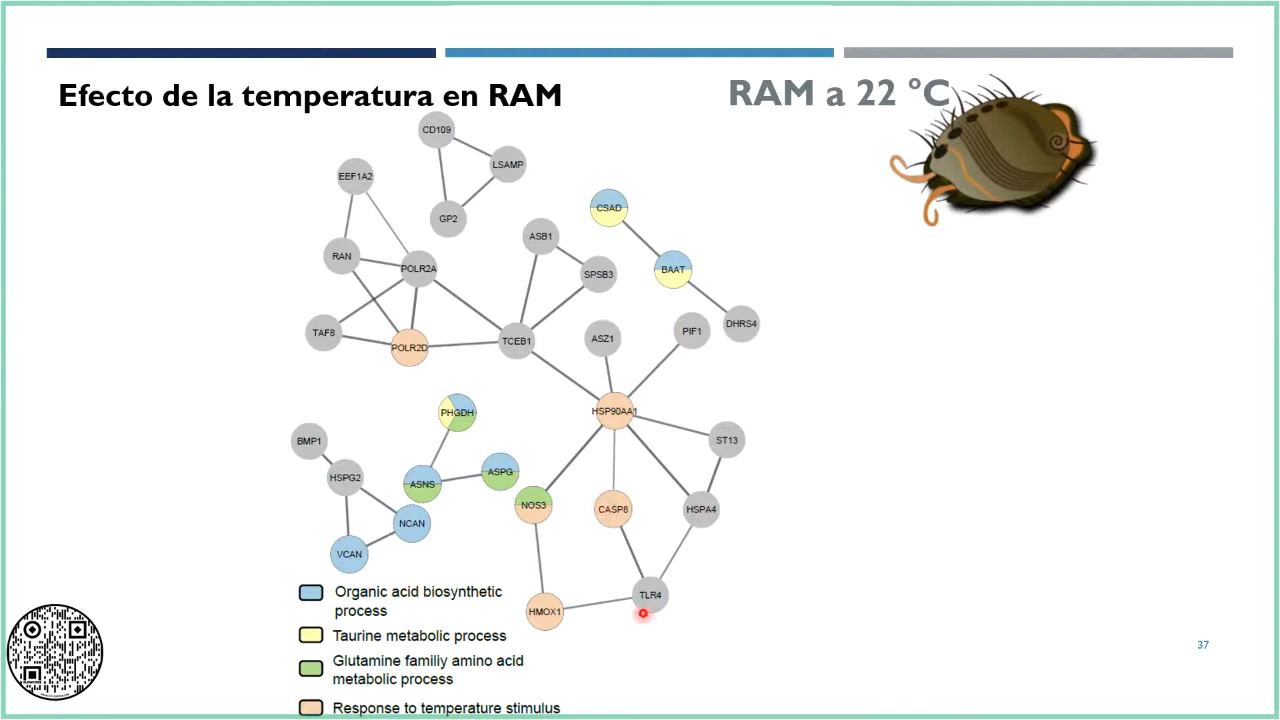 Efecto de la temperatura en RAM
RAM a 22 °C
CD109
LSAMP
EEF1A2
GP2
CSAD
ASB1
RAN
POLR2A
SPSB3
BAAT
DHRS4
TAF8
POLR2D
TCEB1
ASZ1
PIF1
PHGDH
HSP90AA1
BMP1
ST13
HSPG2
ASNS
ASPG
NOS3
CASP8
HSPA4
NCAN
VCAN
TLR4
HMOX1
Organic acid biosynthetic
process
Taurine metabolic process
Glutamine familiy amino acid
metabolic process
Response to temperature stimulus
37